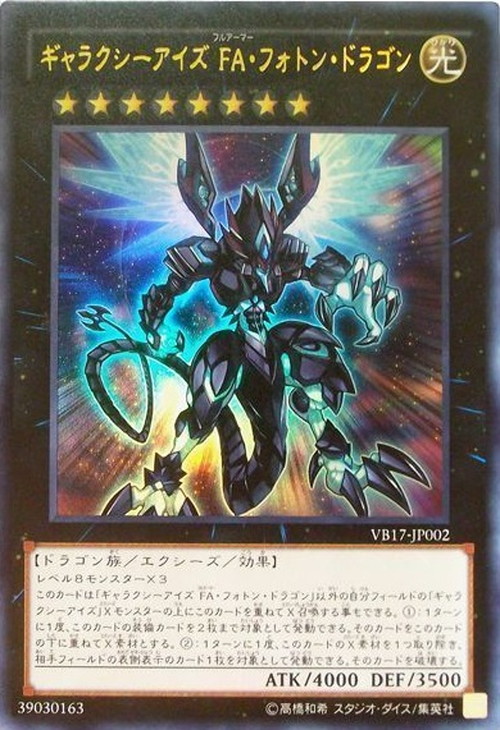 フルアーマー
ギャラクシーアイズ FA・フォトン・ドラゴン
光
VB17-JP002
【ドラゴン族/エクシーズ/効果】
レベル8モンスター×3
このカードは「ギャラクシーアイズ FA・フォトン・ドラゴン」以外の自分フィールドの「ギャラ
クシーアイズ」Xモンスターの上にこのカードを重ねてX召喚する事もできる。①:1ターン
に1度、このカードの装備カードを2枚まで対象として発動できる。そのカードをこのカード
の下に重ねてX素材とする。②:1ターンに1度、このカードのX素材を1つ取り除き、
相手フィールドの表側表示のカード1枚を対象として発動できる。そのカードを破壊する。
ATK/4000 DEF/3500
39030163
©高橋和希 スタジオ・ダイス/集英社